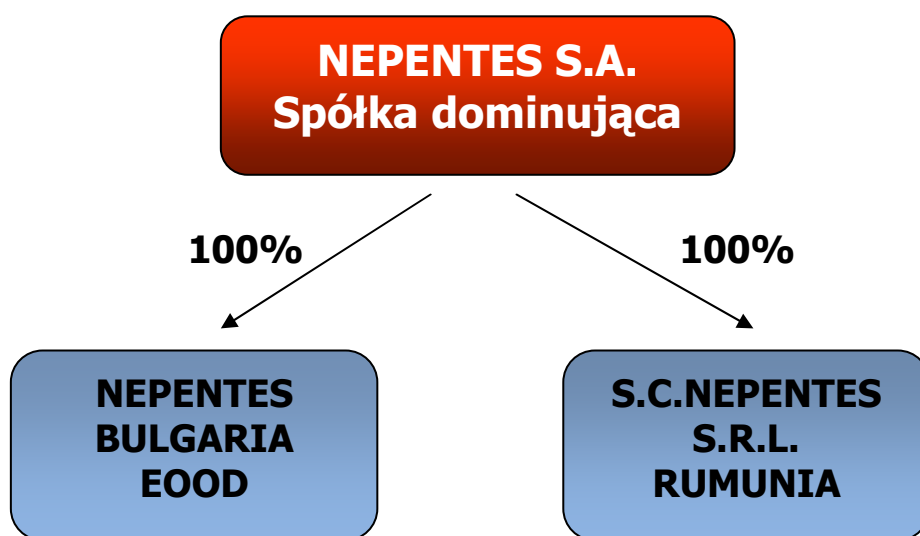 NEPENTES S.A.
Spółka dominująca
100%
100%
NEPENTES
BULGARIA
EOOD
S.C.NEPENTES
S.R.L.
RUMUNIA